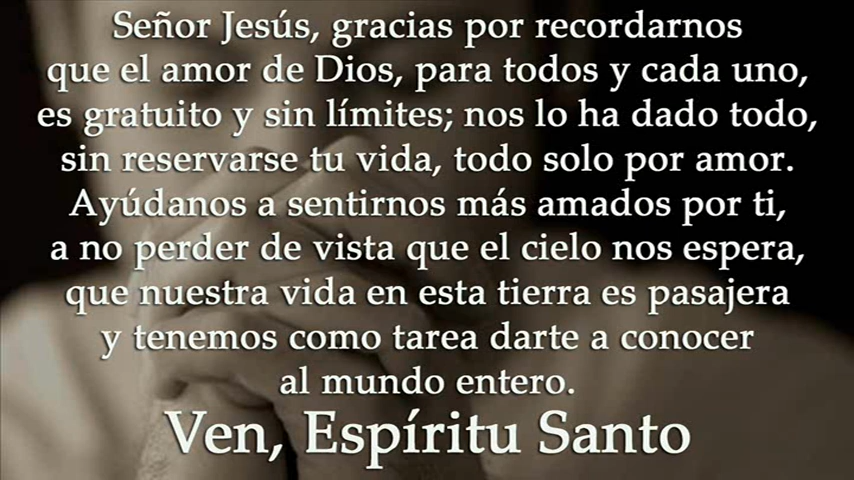 Señor Jesús, gracias por recordarnos
que el amor de Dios, para todos y cada uno,
es gratuito y sin límites; nos lo ha dado todo,
sin reservarse tu vida, todo solo por amor.
Ayúdanos a sentirnos más amados por ti,
a no perder de vista que el cielo nos espera,
que nuestra vida en esta tierra es pasajera
y tenemos como tarea darte a conocer
al mundo entero.
Ven, Espíritu Santo